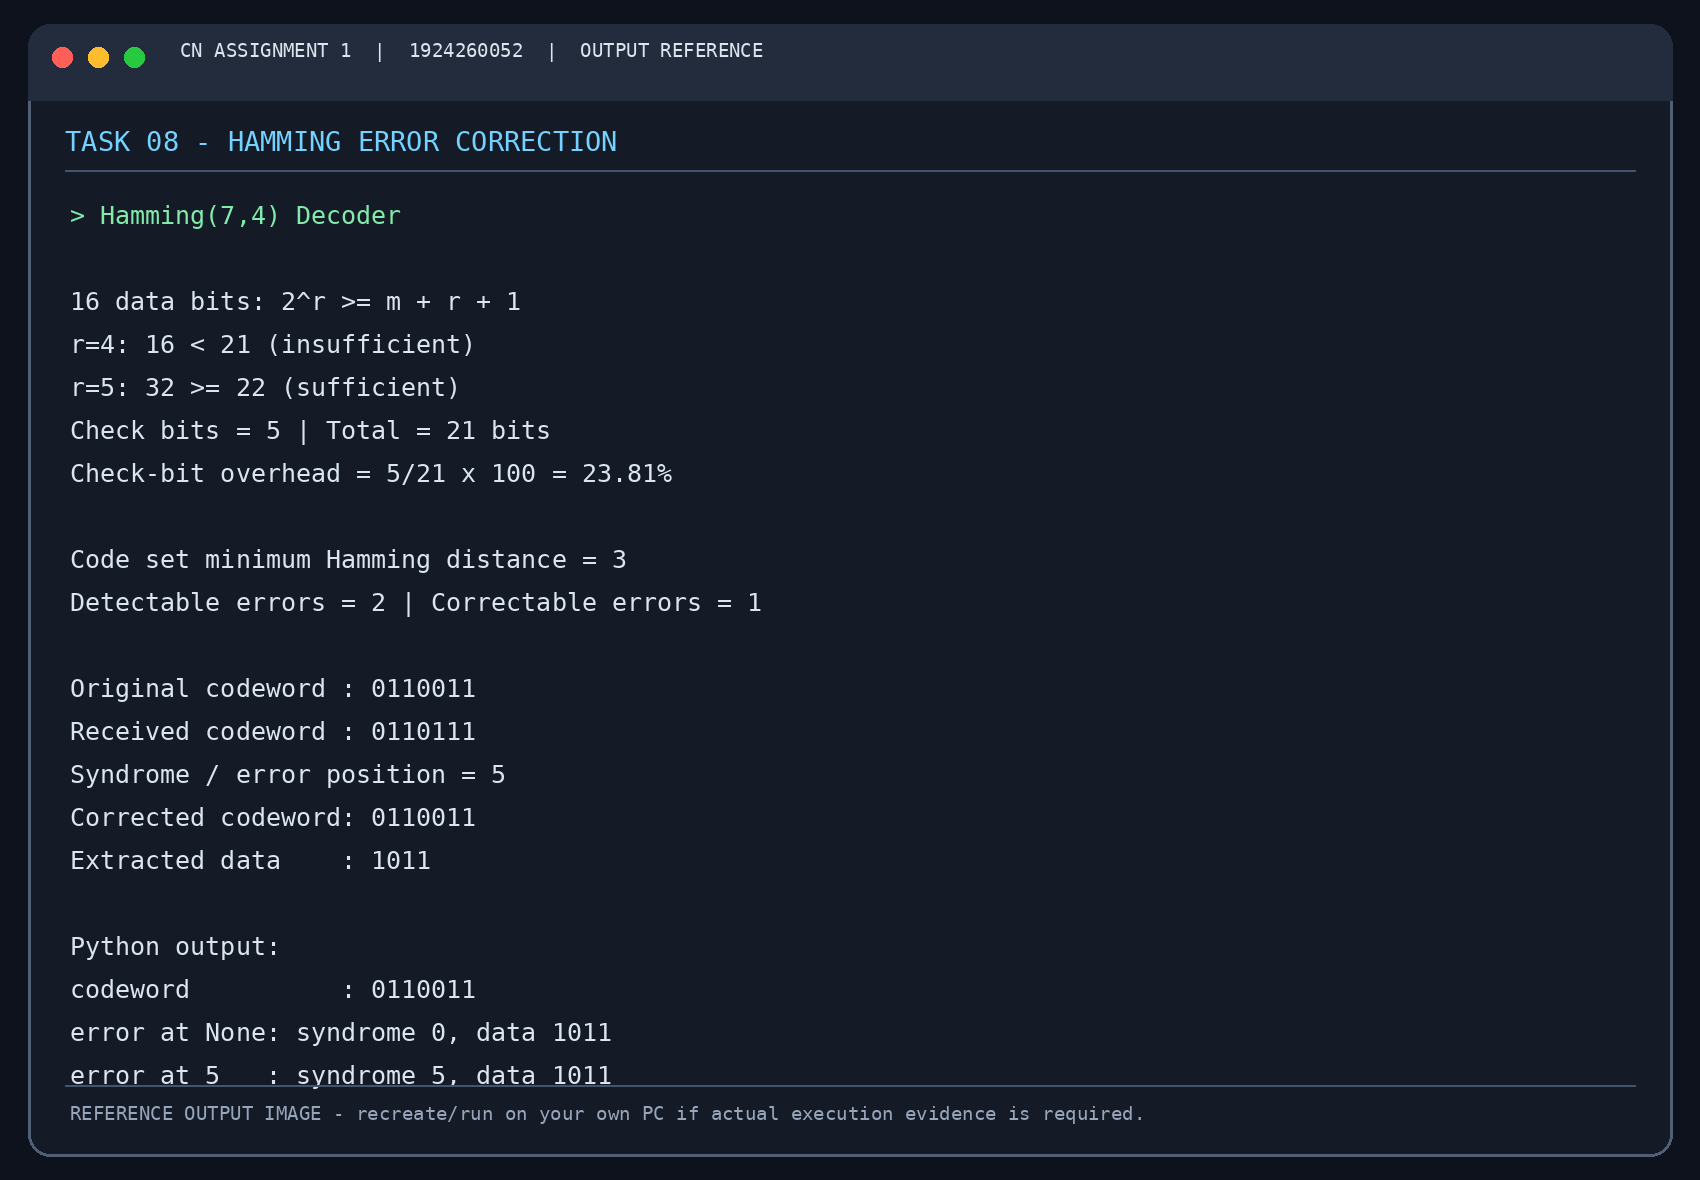 CN ASSIGNMENT 1 | 1924260052 | OUTPUT REFERENCE
TASK 08 - HAMMING ERROR CORRECTION
> Hamming(7,4) Decoder
16 data bits: 2^r >= m + r + 1
r=4: 16 < 21 (insufficient)
r=5: 32 >= 22 (sufficient)
Check bits = 5 | Total = 21 bits
Check-bit overhead = 5/21 x 100 = 23.81%
Code set minimum Hamming distance = 3
Detectable errors = 2 | Correctable errors = 1
Original codeword : 0110011
Received codeword : 0110111
Syndrome / error position = 5
Corrected codeword: 0110011
Extracted data    : 1011
Python output:
codeword          : 0110011
error at None: syndrome 0, data 1011
error at 5   : syndrome 5, data 1011
REFERENCE OUTPUT IMAGE - recreate/run on your own PC if actual execution evidence is required.